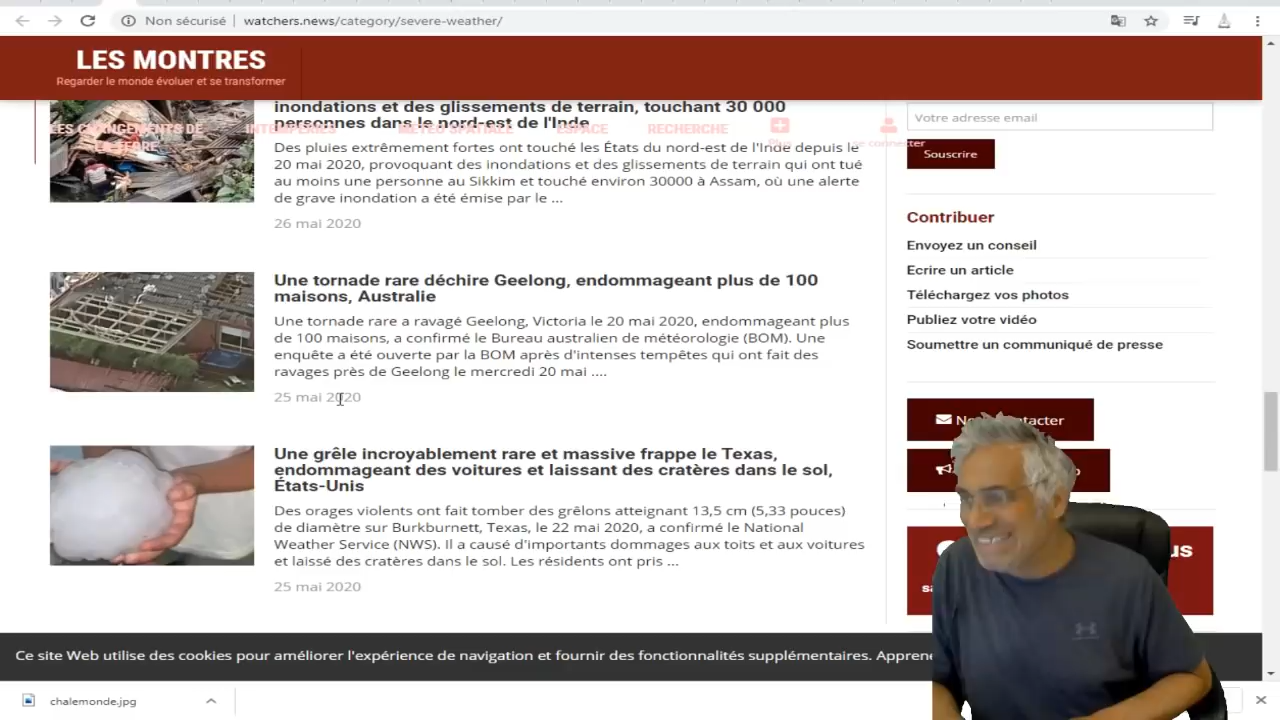 Non sécurisé
watchers.news/category/severe-weather/
LES MONTRES
Regarder le monde évoluer et se transformer
LES CHANGEMENTS DE
LA TERRE
INTEMPÉRIES
MÉTÉO SPATIALE
ESPACE
RECHERCHE
Plus
Se connecter
inondations et des glissements de terrain, touchant 30 000
personnes dans le nord-est de l'Inde
Des pluies extrêmement fortes ont touché les États du nord-est de l'Inde depuis le
20 mai 2020, provoquant des inondations et des glissements de terrain qui ont tué
au moins une personne au Sikkim et touché environ 30000 à Assam, où une alerte
de grave inondation a été émise par le ...
26 mai 2020
Une tornade rare déchire Geelong, endommageant plus de 100
maisons, Australie
Une tornade rare a ravagé Geelong, Victoria le 20 mai 2020, endommageant plus
de 100 maisons, a confirmé le Bureau australien de météorologie (BOM). Une
enquête a été ouverte par la BOM après d'intenses tempêtes qui ont fait des
ravages près de Geelong le mercredi 20 mai ....
25 mai 2020
Une grêle incroyablement rare et massive frappe le Texas,
endommageant des voitures et laissant des cratères dans le sol,
États-Unis
Des orages violents ont fait tomber des grêlons atteignant 13,5 cm (5,33 pouces)
de diamètre sur Burkburnett, Texas, le 22 mai 2020, a confirmé le National
Weather Service (NWS). Il a causé d'importants dommages aux toits et aux voitures
et laissé des cratères dans le sol. Les résidents ont pris ...
25 mai 2020
Votre adresse email
Souscrire
Contribuer
Envoyez un conseil
Ecrire un article
Téléchargez vos photos
Publiez votre vidéo
Soumettre un communiqué de presse
Ce site Web utilise des cookies pour améliorer l'expérience de navigation et fournir des fonctionnalités supplémentaires.
chalemonde.jpg